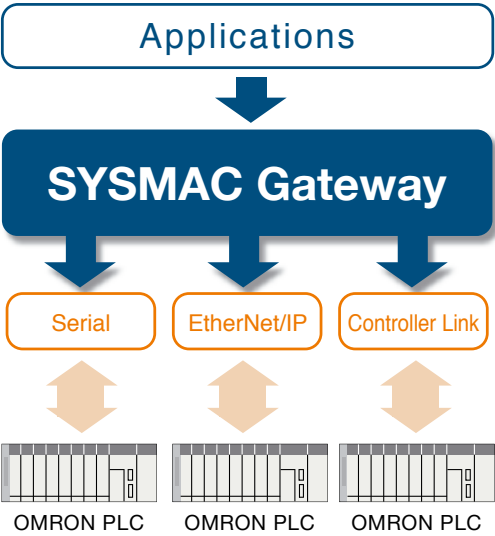 Applications
SYSMAC Gateway
Serial
EtherNet/IP
Controller Link
OMRON PLC
OMRON PLC
OMRON PLC